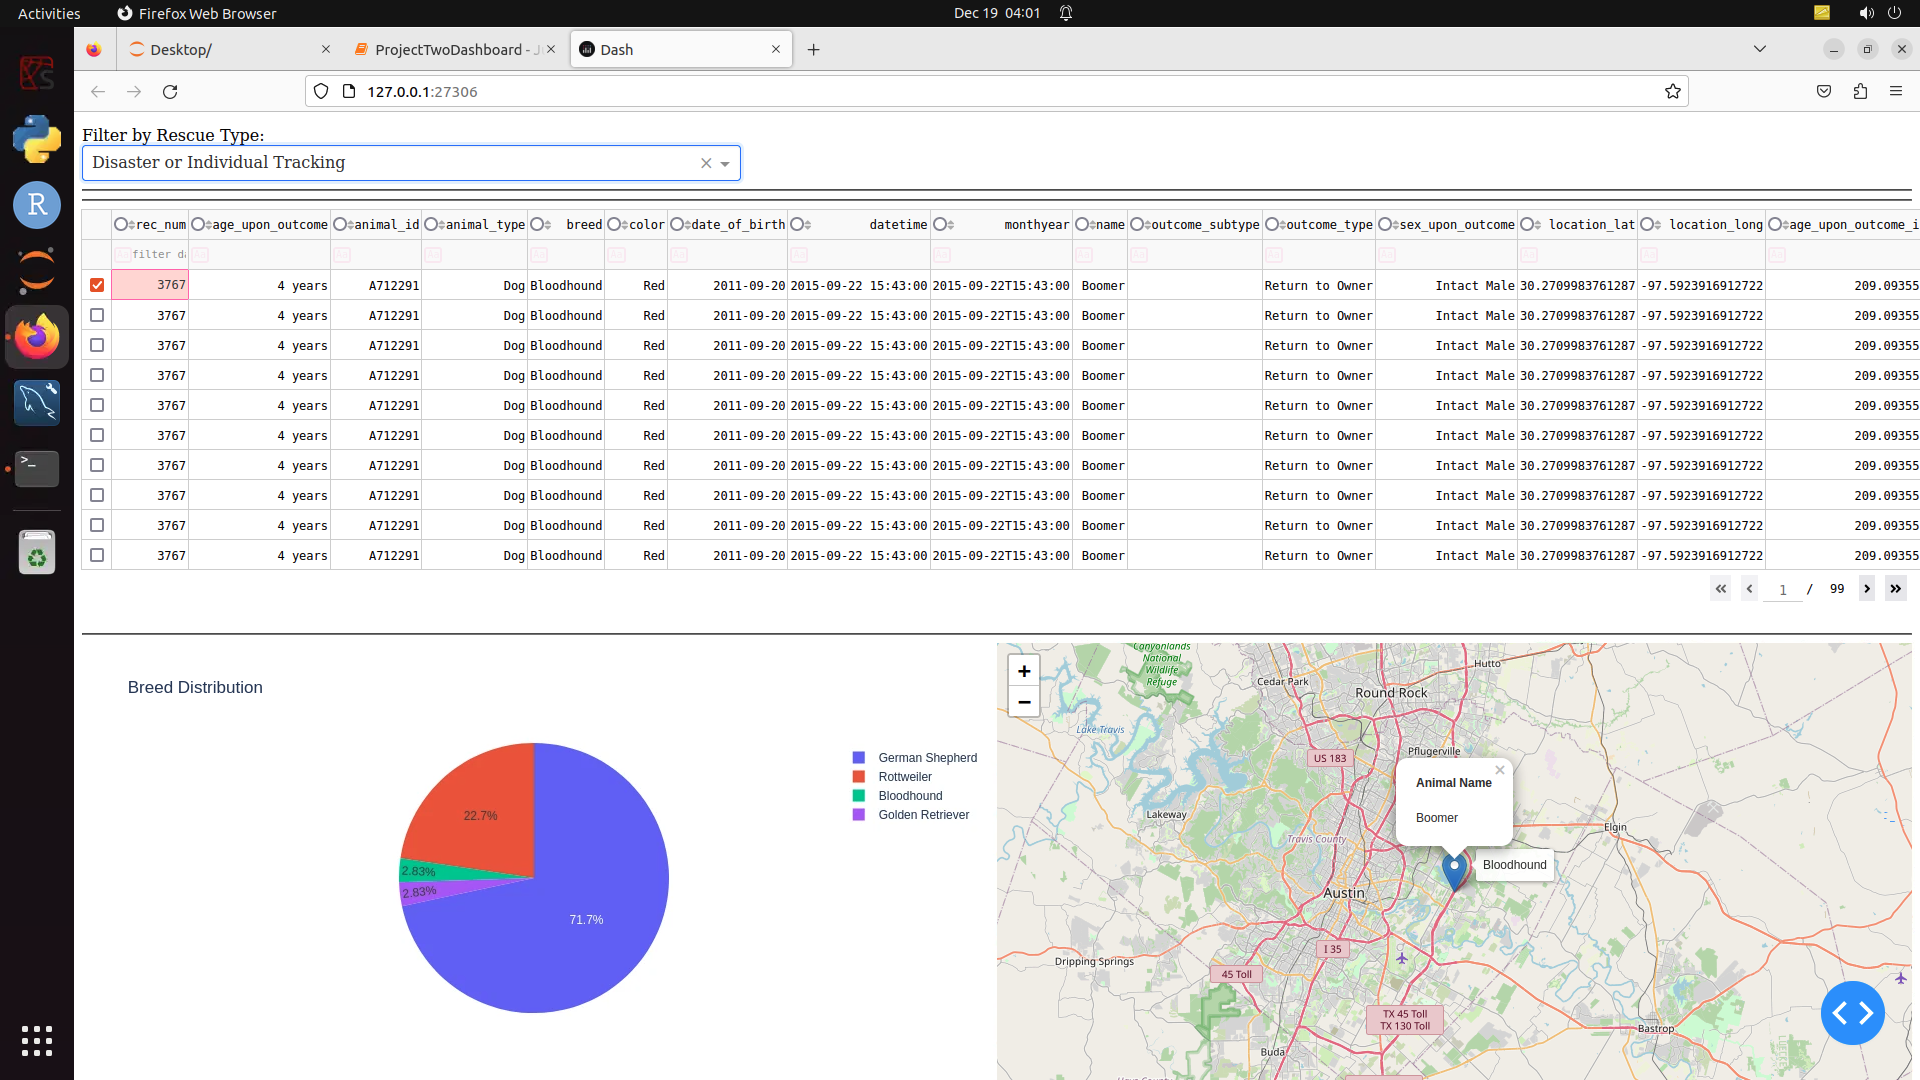 Activities Firefox Web Browser Dec 19 04:01
Desktop/ ProjectTwoDashboard - J Dash
127.0.0.1:27306
Filter by Rescue Type:
Disaster or Individual Tracking
rec_num age_upon_outcome animal_id animal_type breed color date_of_birth datetime monthyear name outcome_subtype outcome_type sex_upon_outcome location_lat location_long age_upon_outcome_i
Aa filter da Aa Aa Aa Aa Aa Aa Aa Aa Aa Aa Aa Aa Aa Aa Aa
3767 4 years A712291 Dog Bloodhound Red 2011-09-20 2015-09-22 15:43:00 2015-09-22T15:43:00 Boomer Return to Owner Intact Male 30.2709983761287 -97.5923916912722 209.09355
3767 4 years A712291 Dog Bloodhound Red 2011-09-20 2015-09-22 15:43:00 2015-09-22T15:43:00 Boomer Return to Owner Intact Male 30.2709983761287 -97.5923916912722 209.09355
3767 4 years A712291 Dog Bloodhound Red 2011-09-20 2015-09-22 15:43:00 2015-09-22T15:43:00 Boomer Return to Owner Intact Male 30.2709983761287 -97.5923916912722 209.09355
3767 4 years A712291 Dog Bloodhound Red 2011-09-20 2015-09-22 15:43:00 2015-09-22T15:43:00 Boomer Return to Owner Intact Male 30.2709983761287 -97.5923916912722 209.09355
3767 4 years A712291 Dog Bloodhound Red 2011-09-20 2015-09-22 15:43:00 2015-09-22T15:43:00 Boomer Return to Owner Intact Male 30.2709983761287 -97.5923916912722 209.09355
3767 4 years A712291 Dog Bloodhound Red 2011-09-20 2015-09-22 15:43:00 2015-09-22T15:43:00 Boomer Return to Owner Intact Male 30.2709983761287 -97.5923916912722 209.09355
3767 4 years A712291 Dog Bloodhound Red 2011-09-20 2015-09-22 15:43:00 2015-09-22T15:43:00 Boomer Return to Owner Intact Male 30.2709983761287 -97.5923916912722 209.09355
3767 4 years A712291 Dog Bloodhound Red 2011-09-20 2015-09-22 15:43:00 2015-09-22T15:43:00 Boomer Return to Owner Intact Male 30.2709983761287 -97.5923916912722 209.09355
3767 4 years A712291 Dog Bloodhound Red 2011-09-20 2015-09-22 15:43:00 2015-09-22T15:43:00 Boomer Return to Owner Intact Male 30.2709983761287 -97.5923916912722 209.09355
3767 4 years A712291 Dog Bloodhound Red 2011-09-20 2015-09-22 15:43:00 2015-09-22T15:43:00 Boomer Return to Owner Intact Male 30.2709983761287 -97.5923916912722 209.09355
1 / 99
Breed Distribution
German Shepherd
Rottweiler
Bloodhound
Golden Retriever
22.7%
2.83%
2.83%
71.7%
+
−
Canyonlands
National
Wildlife
Refuge
Hutto
Cedar Park
Round Rock
Lake Travis
Pflugerville
US 183
Animal Name
Boomer
Lakeway
Travis County
Elgin
Bloodhound
Austin
I 35
Dripping Springs
45 Toll
TX 45 Toll
TX 130 Toll
Bastrop
Buda